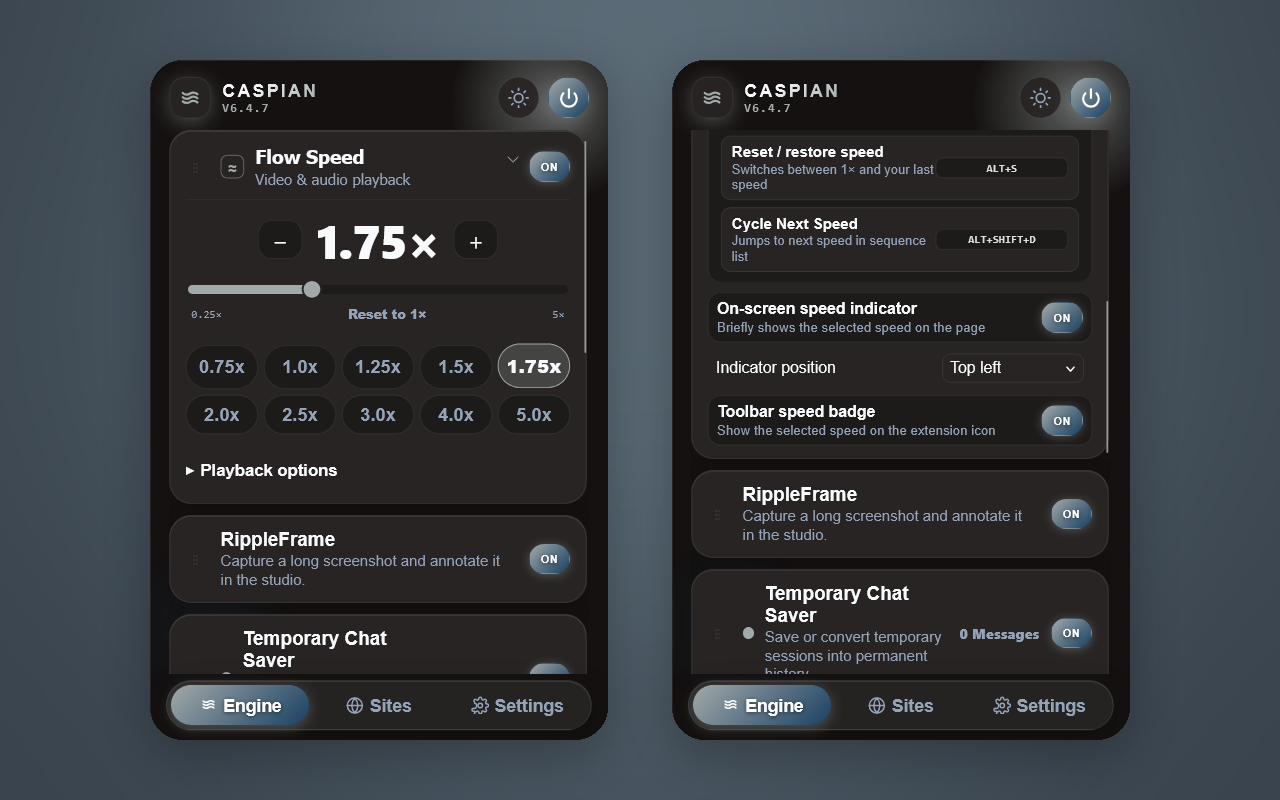 CASPIAN
V6.4.7
Flow Speed
Video & audio playback
ON
−
1.75×
+
0.25×
Reset to 1×
5×
0.75x
1.0x
1.25x
1.5x
1.75x
2.0x
2.5x
3.0x
4.0x
5.0x
▸ Playback options
RippleFrame
Capture a long screenshot and annotate it
in the studio.
ON
Temporary Chat
Saver
Engine
Sites
Settings
CASPIAN
V6.4.7
Reset / restore speed
Switches between 1× and your last
speed
ALT+S
Cycle Next Speed
Jumps to next speed in sequence
list
ALT+SHIFT+D
On-screen speed indicator
Briefly shows the selected speed on the page
ON
Indicator position
Top left
Toolbar speed badge
Show the selected speed on the extension icon
ON
RippleFrame
Capture a long screenshot and annotate it
in the studio.
ON
Temporary Chat
Saver
Save or convert temporary
sessions into permanent
history.
0 Messages
ON
Engine
Sites
Settings